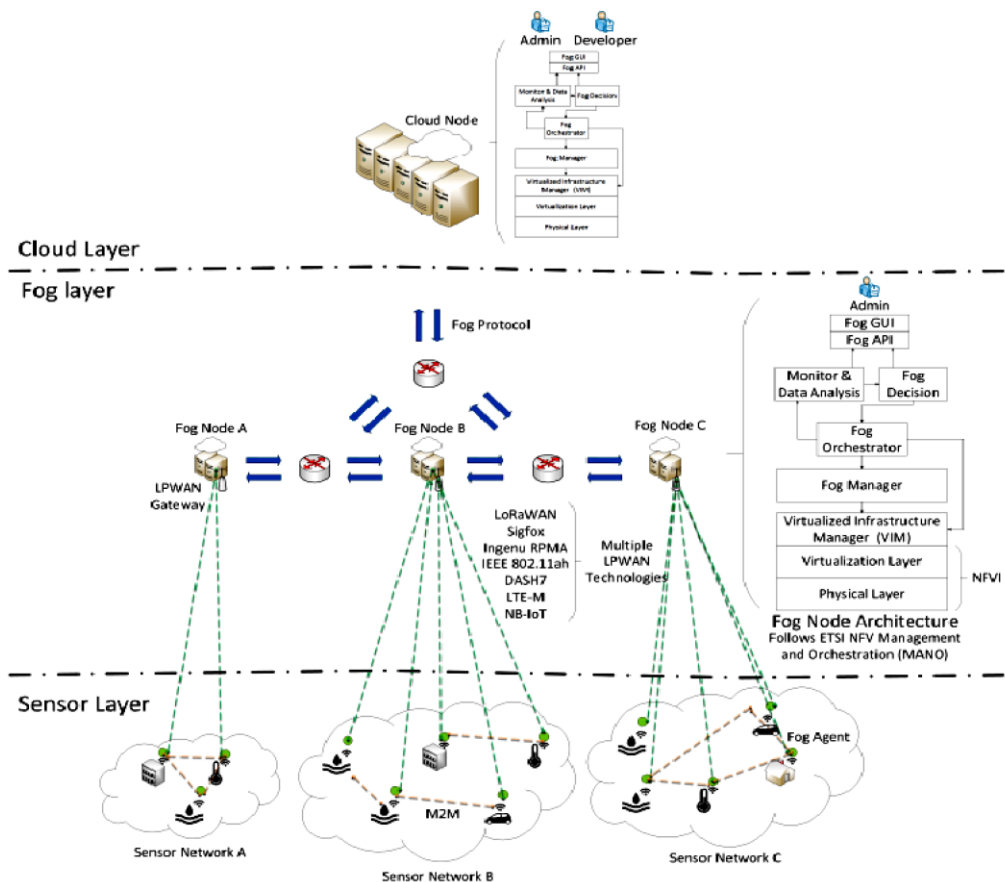 Admin
Developer
Fog GUI
Fog API
Monitor & Data
Analysis
Fog Decision
Cloud Node
Fog
Orchestrator
Fog Manager
Virtualized Infrastructure
Manager (VIM)
Virtualization Layer
Physical Layer
Cloud Layer
Fog layer
Fog Protocol
Admin
Fog GUI
Fog API
Monitor &
Data Analysis
Fog
Decision
Fog Node A
Fog Node B
Fog Node C
Fog
Orchestrator
LPWAN
Gateway
Fog Manager
LoRaWAN
Sigfox
Ingenu RPMA
IEEE 802.11ah
DASH7
LTE-M
NB-IoT
Multiple
LPWAN
Technologies
Virtualized Infrastructure
Manager (VIM)
Virtualization Layer
NFVI
Physical Layer
Fog Node Architecture
Follows ETSI NFV Management
and Orchestration (MANO)
Sensor Layer
Fog Agent
M2M
Sensor Network A
Sensor Network B
Sensor Network C